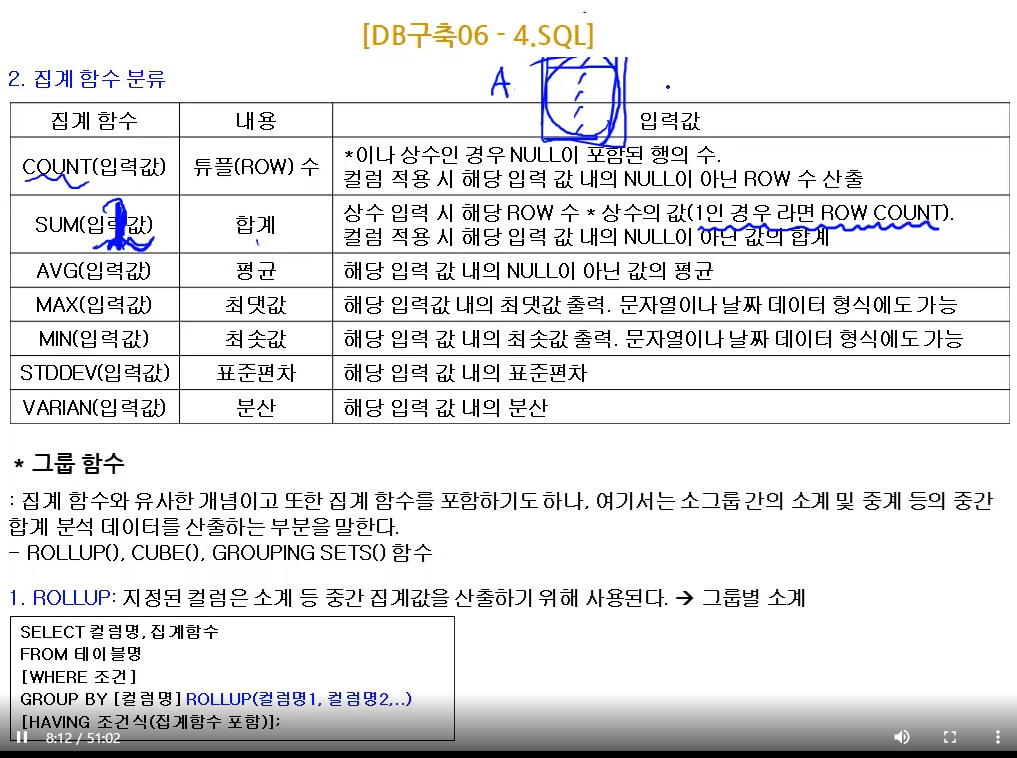 [DB구축06 - 4.SQL]
2. 집계 함수 분류
A
집계 함수 내용 입력값
COUNT(입력값) 튜플(ROW) 수 *이나 상수인 경우 NULL이 포함된 행의 수.
컬럼 적용 시 해당 입력 값 내의 NULL이 아닌 ROW 수 산출
SUM(입력값) 합계 상수 입력 시 해당 ROW 수 * 상수의 값(1인 경우 라면 ROW COUNT).
컬럼 적용 시 해당 입력 값 내의 NULL이 아닌 값의 합계
AVG(입력값) 평균 해당 입력 값 내의 NULL이 아닌 값의 평균
MAX(입력값) 최댓값 해당 입력값 내의 최댓값 출력. 문자열이나 날짜 데이터 형식에도 가능
MIN(입력값) 최솟값 해당 입력 값 내의 최솟값 출력. 문자열이나 날짜 데이터 형식에도 가능
STDDEV(입력값) 표준편차 해당 입력 값 내의 표준편차
VARIAN(입력값) 분산 해당 입력 값 내의 분산
* 그룹 함수
: 집계 함수와 유사한 개념이고 또한 집계 함수를 포함하기도 하나, 여기서는 소그룹 간의 소계 및 중계 등의 중간
합계 분석 데이터를 산출하는 부분을 말한다.
- ROLLUP(), CUBE(), GROUPING SETS() 함수
1. ROLLUP: 지정된 컬럼은 소계 등 중간 집계값을 산출하기 위해 사용된다. → 그룹별 소계
SELECT 컬럼명, 집계함수
FROM 테이블명
[WHERE 조건]
GROUP BY [컬럼명] ROLLUP(컬럼명1, 컬럼명2,..)
[HAVING 조건식(집계함수 포함)];
8:12 / 51:02